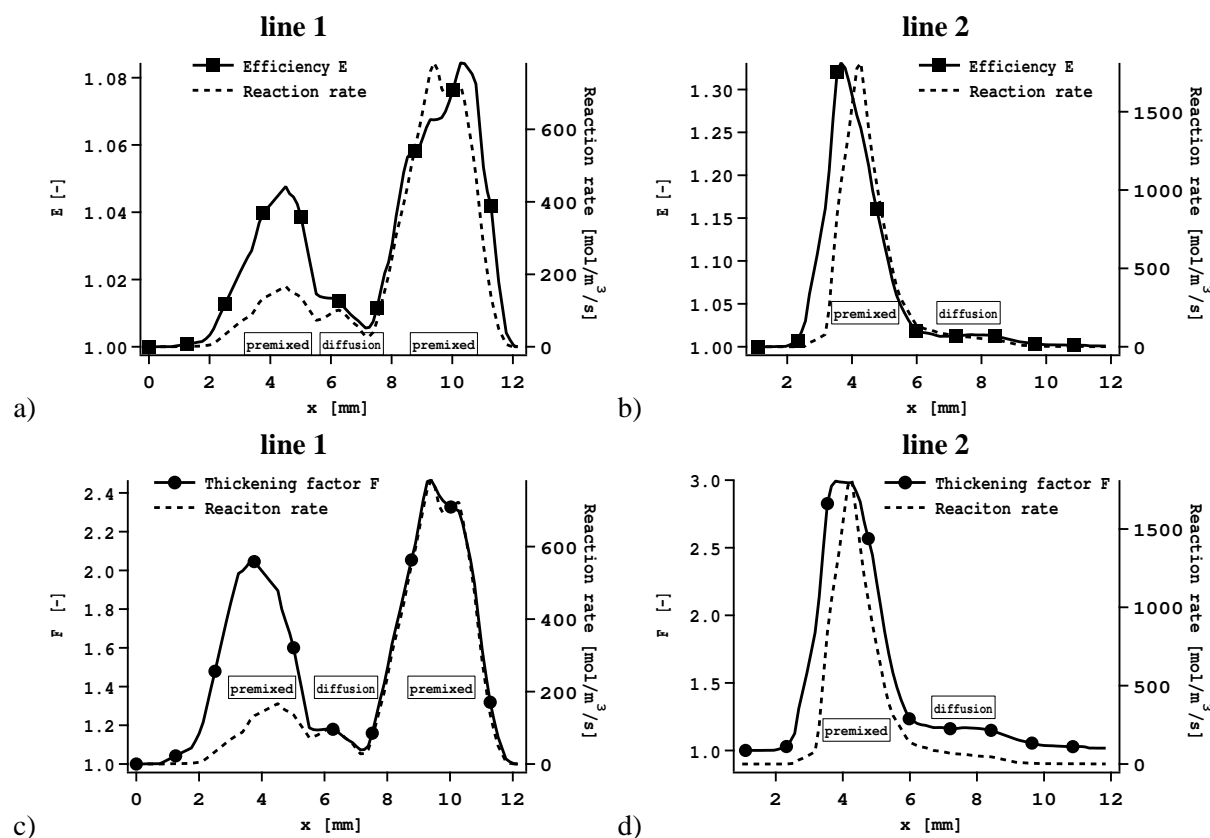 line 1
Efficiency E
Reaction rate
1.08
1.06
1.04
1.02
1.00
E [-]
600
400
200
0
Reaction rate [mol/m³/s]
premixed
diffusion
premixed
0 2 4 6 8 10 12
x [mm]
a)
line 2
Efficiency E
Reaction rate
1.30
1.25
1.20
1.15
1.10
1.05
1.00
E [-]
1500
1000
500
0
Reaction rate [mol/m³/s]
premixed
diffusion
2 4 6 8 10 12
x [mm]
b)
line 1
Thickening factor F
Reaciton rate
2.4
2.2
2.0
1.8
1.6
1.4
1.2
1.0
F [-]
600
400
200
0
Reaction rate [mol/m³/s]
premixed
diffusion
premixed
0 2 4 6 8 10 12
x [mm]
c)
line 2
Thickening factor F
Reaciton rate
3.0
2.5
2.0
1.5
1.0
F [-]
1500
1000
500
0
Reaction rate [mol/m³/s]
premixed
diffusion
2 4 6 8 10 12
x [mm]
d)